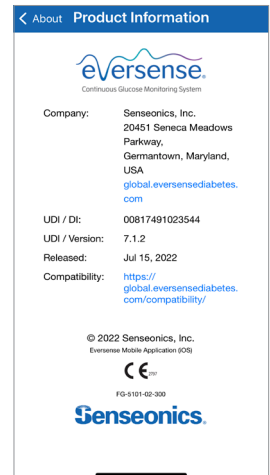 About Product Information
eversense.
Continuous Glucose Monitoring System
Company: Senseonics, Inc.
20451 Seneca Meadows
Parkway,
Germantown, Maryland,
USA
global.eversensediabetes.
com
UDI / DI: 00817491023544
UDI / Version: 7.1.2
Released: Jul 15, 2022
Compatibility: https://
global.eversensediabetes.
com/compatibility/
© 2022 Senseonics, Inc.
Eversense Mobile Application (iOS)
CE 2797
FG-5101-02-300
Senseonics.